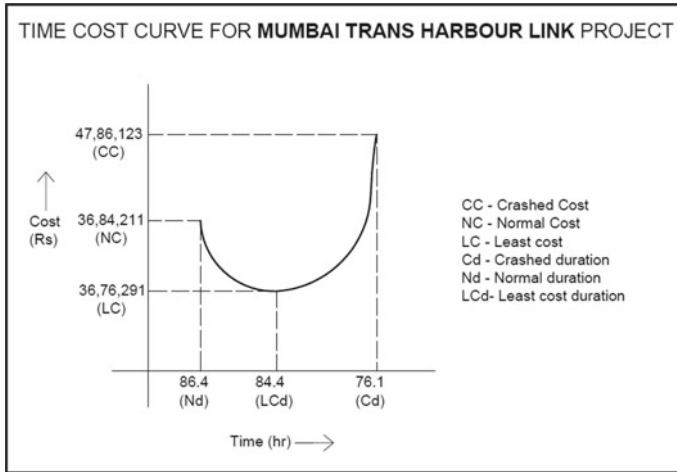 TIME COST CURVE FOR MUMBAI TRANS HARBOUR LINK PROJECT
47,86,123
(CC)
Cost
(Rs)
36,84,211
(NC)
36,76,291
(LC)
CC - Crashed Cost
NC - Normal Cost
LC - Least cost
Cd - Crashed duration
Nd - Normal duration
LCd- Least cost duration
86.4
(Nd)
84.4
(LCd)
76.1
(Cd)
Time (hr)